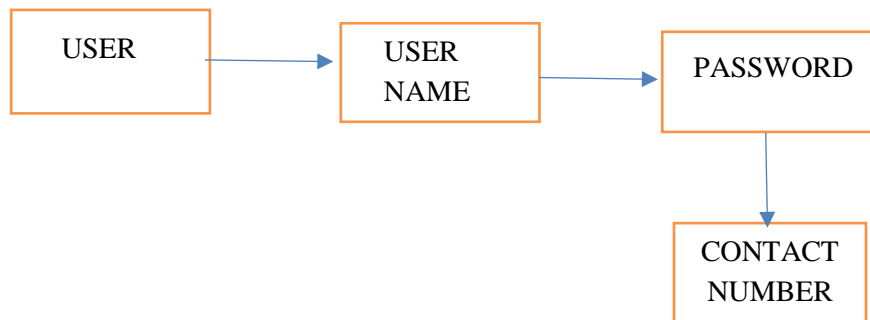 USER
USER
NAME
PASSWORD
CONTACT
NUMBER